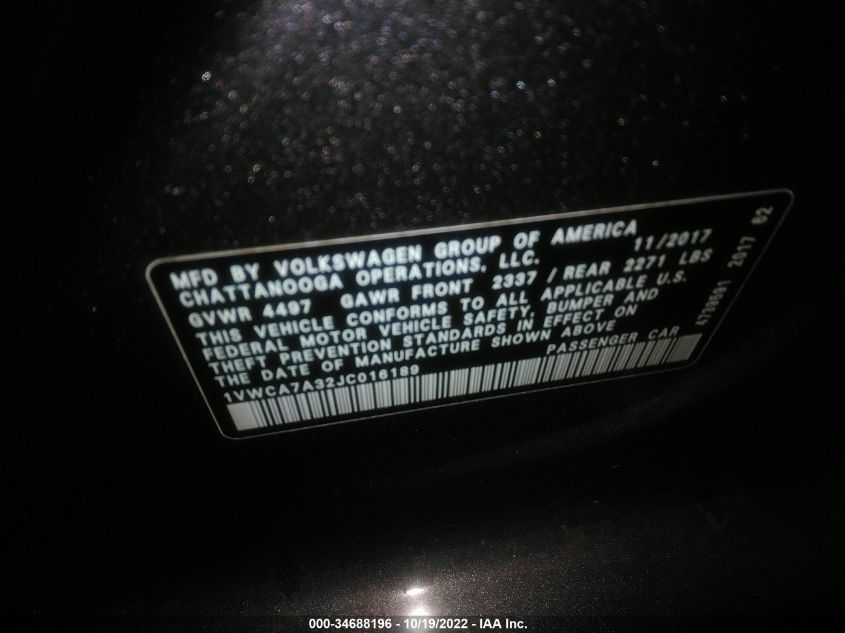 MFD BY VOLKSWAGEN GROUP OF AMERICA
CHATTANOOGA OPERATIONS, LLC. 11/2017
GVWR 4497 GAWR FRONT 2337 / REAR 2271 LBS
THIS VEHICLE CONFORMS TO ALL APPLICABLE U.S.
FEDERAL MOTOR VEHICLE SAFETY, BUMPER AND
THEFT PREVENTION STANDARDS IN EFFECT ON
THE DATE OF MANUFACTURE SHOWN ABOVE
1VWCA7A32JC016189 PASSENGER CAR
2017 62
000-34688196 - 10/19/2022 - IAA Inc.